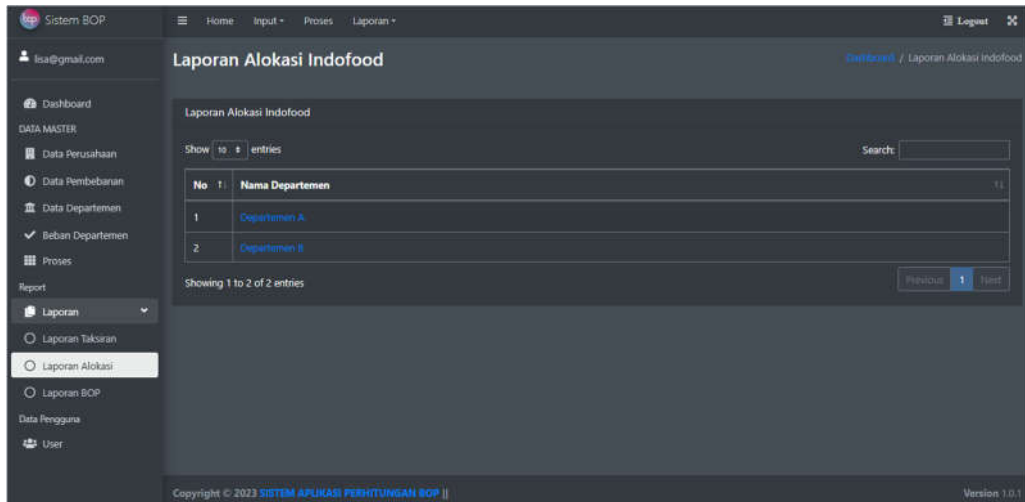 bop Sistem BOP
Home Input Proses Laporan
Logout
lisa@gmail.com
Laporan Alokasi Indofood
Dashboard / Laporan Alokasi Indofood
Dashboard
DATA MASTER
Data Perusahaan
Data Pembebanan
Data Departemen
Beban Departemen
Proses
Report
Laporan
Laporan Taksiran
Laporan Alokasi
Laporan BOP
Data Pengguna
User
Laporan Alokasi Indofood
Show 10 entries
Search:
No Nama Departemen
1 Departemen A
2 Departemen B
Showing 1 to 2 of 2 entries
Previous 1 Next
Copyright © 2023 SISTEM APLIKASI PERHITUNGAN BOP ||
Version 1.0.1